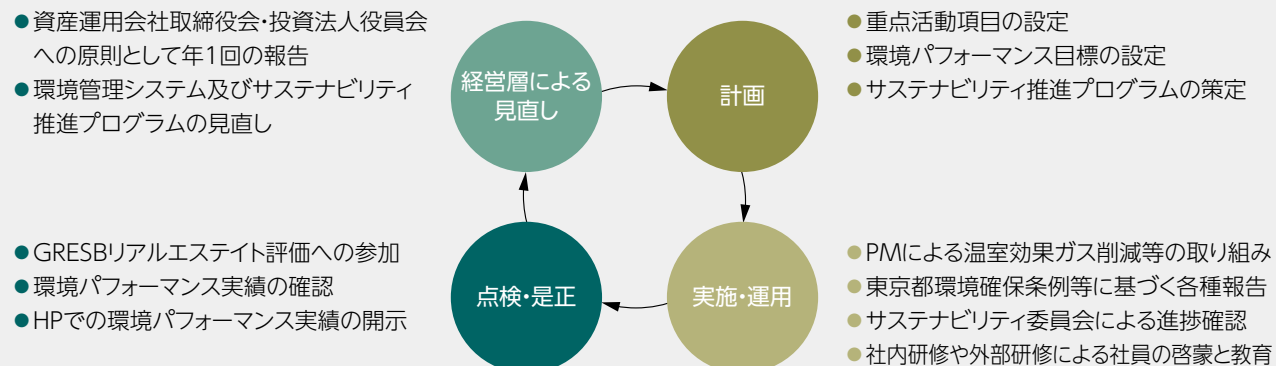 ●資産運用会社取締役会・投資法人役員会
への原則として年1回の報告
●環境管理システム及びサステナビリティ
推進プログラムの見直し
経営層による
見直し
計画
●重点活動項目の設定
●環境パフォーマンス目標の設定
●サステナビリティ推進プログラムの策定
●GRESBリアルエステイト評価への参加
●環境パフォーマンス実績の確認
●HPでの環境パフォーマンス実績の開示
点検・是正
実施・運用
●PMによる温室効果ガス削減等の取り組み
●東京都環境確保条例等に基づく各種報告
●サステナビリティ委員会による進捗確認
●社内研修や外部研修による社員の啓蒙と教育